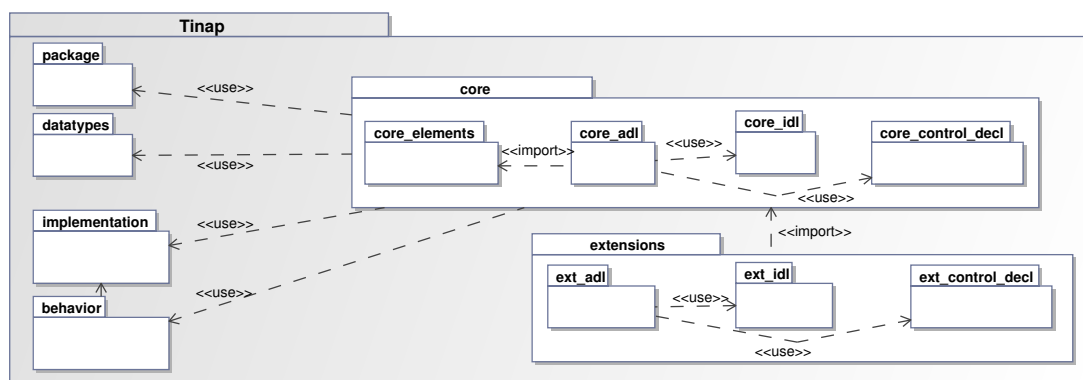 Tinap
package
<<use>>
core
datatypes
core_elements
core_adl
core_idl
core_control_decl
<<import>>
<<use>>
<<use>>
<<use>>
implementation
<<use>>
<<import>>
extensions
ext_adl
ext_idl
ext_control_decl
behavior
<<use>>
<<use>>
<<use>>